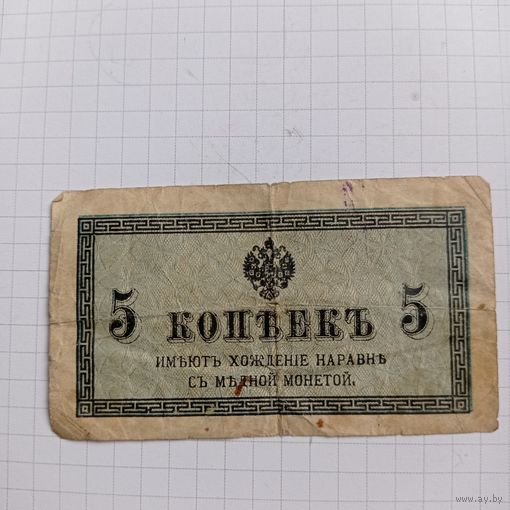 5 КОПѢЕКЪ 5
ИМѢЮТЪ ХОЖДЕНІЕ НАРАВНѢ
СЪ МѢДНОЙ МОНЕТОЙ.
www.ay.by